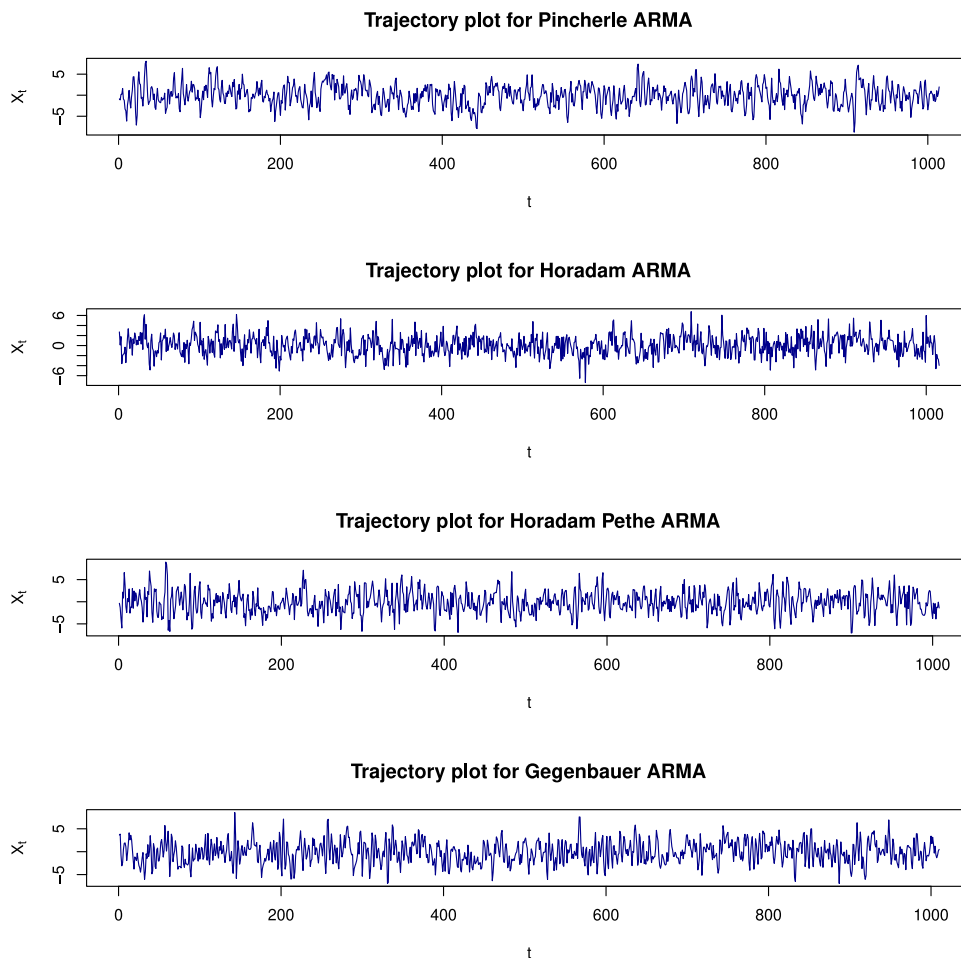 Trajectory plot for Pincherle ARMA
5
-5
X_t
0 200 400 600 800 1000
t
Trajectory plot for Horadam ARMA
6
0
-6
X_t
0 200 400 600 800 1000
t
Trajectory plot for Horadam Pethe ARMA
5
-5
X_t
0 200 400 600 800 1000
t
Trajectory plot for Gegenbauer ARMA
5
-5
X_t
0 200 400 600 800 1000
t